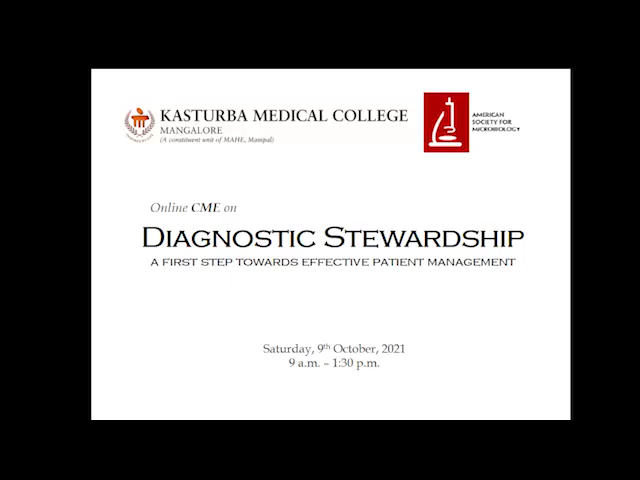 KASTURBA MEDICAL COLLEGE
MANGALORE
(A constituent unit of MAHE, Manipal)
AMERICAN
SOCIETY FOR
MICROBIOLOGY
Online CME on
DIAGNOSTIC STEWARDSHIP
A FIRST STEP TOWARDS EFFECTIVE PATIENT MANAGEMENT
Saturday, 9th October, 2021
9 a.m. – 1:30 p.m.